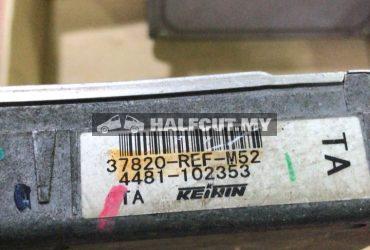 HALFCUT.MY
37820-REF-M52
4481-102353
TA KEIHIN
TA